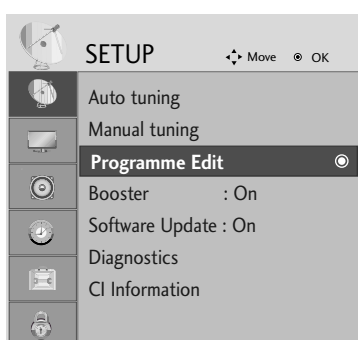 SETUP Move OK
Auto tuning
Manual tuning
Programme Edit
Booster : On
Software Update : On
Diagnostics
CI Information